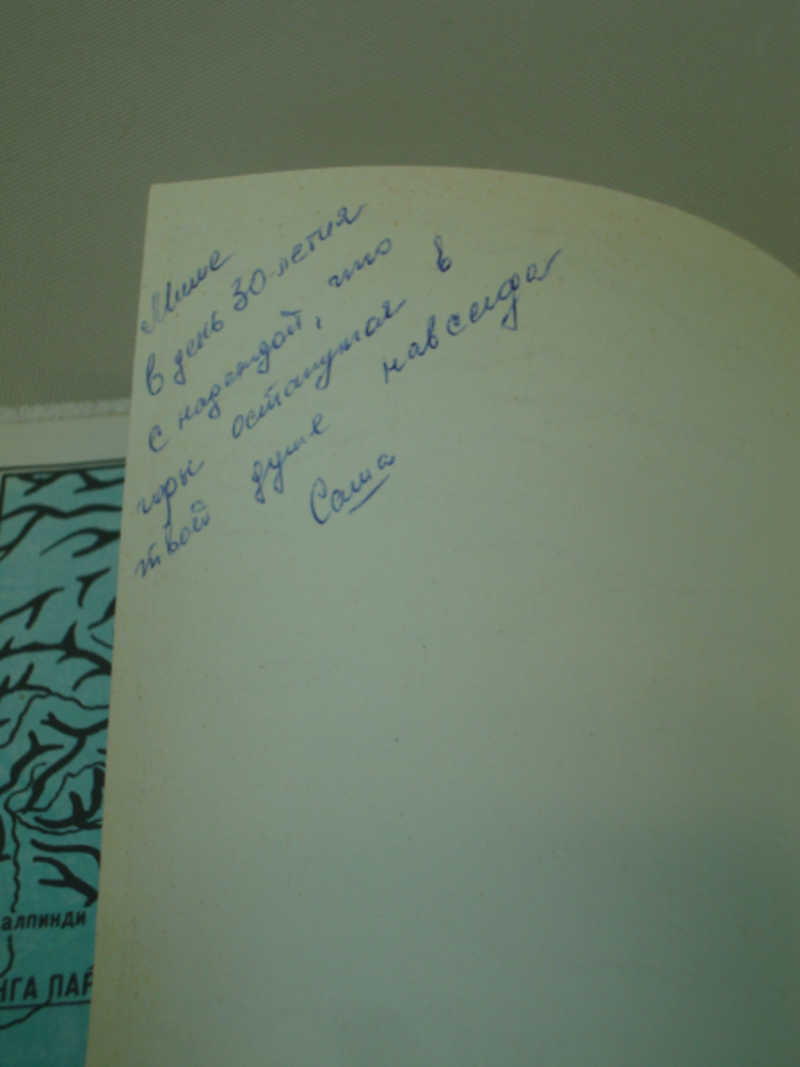 Мише
в день 30-летия
с надеждой, что
горы останутся в
твоей душе навсегда
Саша
алпинди
НГА ПАР